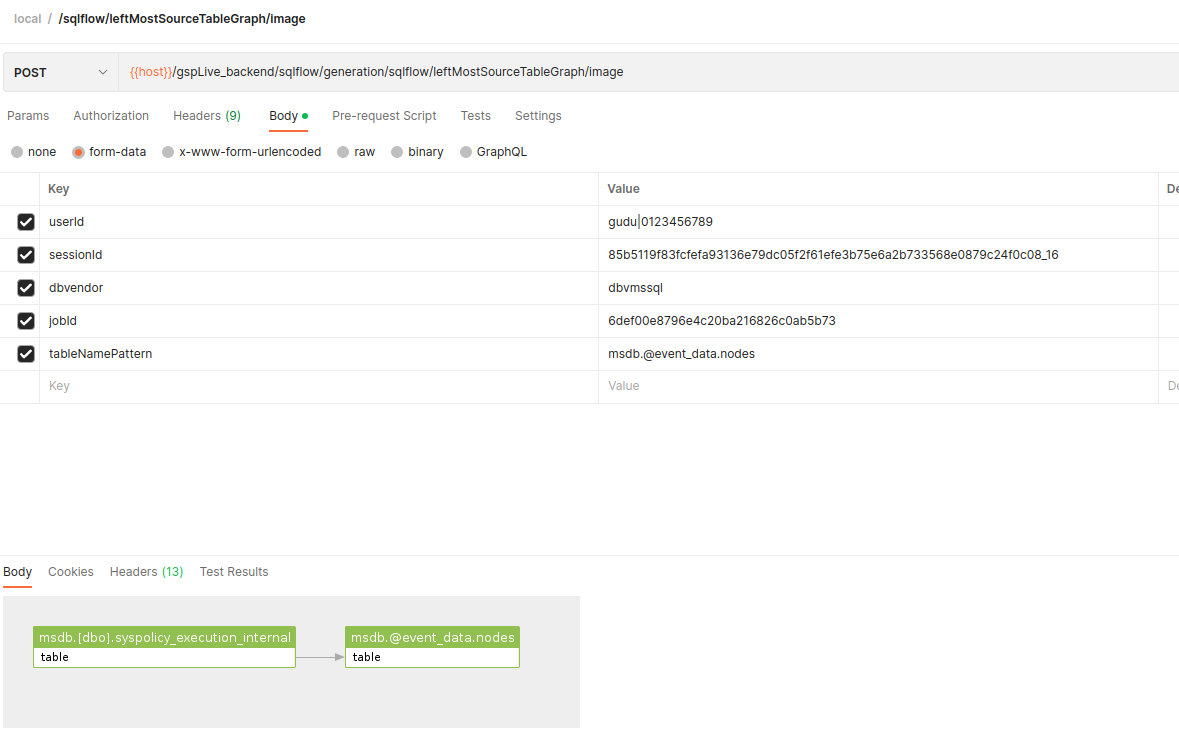 local / /sqlflow/leftMostSourceTableGraph/image
POST {{host}}/gspLive_backend/sqlflow/generation/sqlflow/leftMostSourceTableGraph/image
Params Authorization Headers (9) Body Pre-request Script Tests Settings
none form-data x-www-form-urlencoded raw binary GraphQL
Key Value De
userId gudu|0123456789
sessionId 85b5119f83fcfefa93136e79dc05f2f61efe3b75e6a2b733568e0879c24f0c08_16
dbvendor dbvmssql
jobId 6def00e8796e4c20ba216826c0ab5b73
tableNamePattern msdb.@event_data.nodes
Key Value De
Body Cookies Headers (13) Test Results
msdb.[dbo].syspolicy_execution_internal msdb.@event_data.nodes
table table